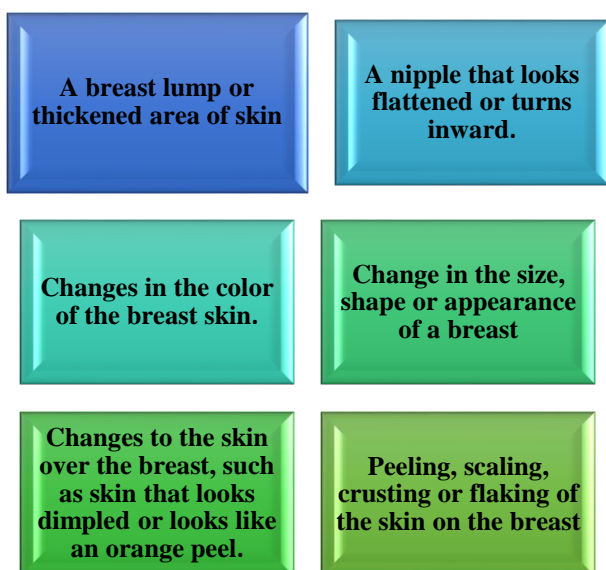 A breast lump or
thickened area of skin
A nipple that looks
flattened or turns
inward.
Changes in the color
of the breast skin.
Change in the size,
shape or appearance
of a breast
Changes to the skin
over the breast, such
as skin that looks
dimpled or looks like
an orange peel.
Peeling, scaling,
crusting or flaking of
the skin on the breast